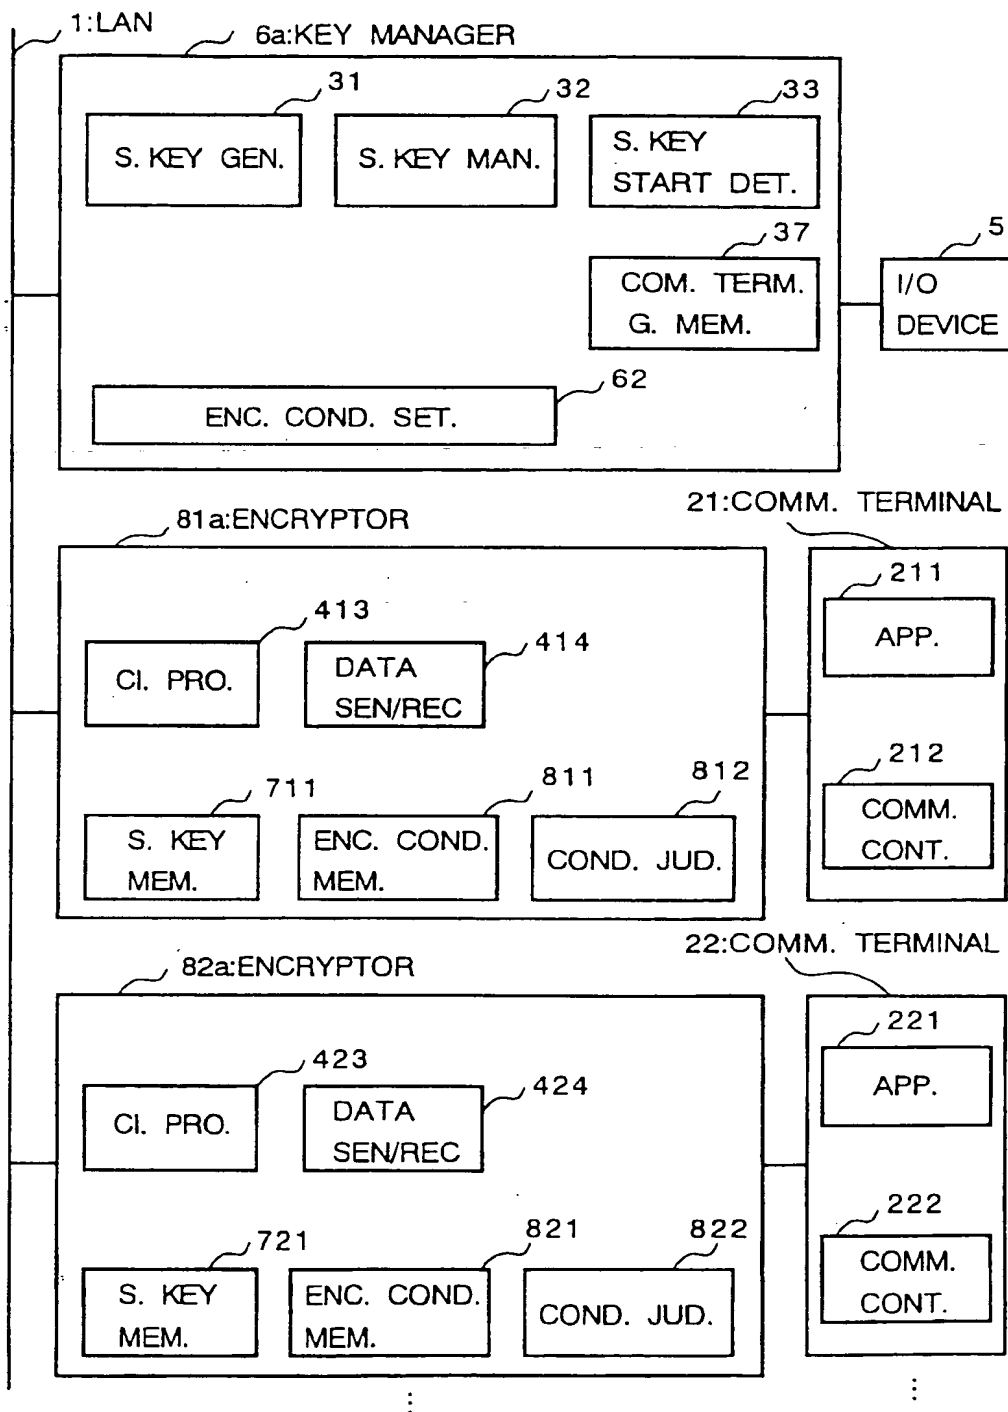 1:LAN
6a:KEY MANAGER
31
32
33
S. KEY GEN.
S. KEY MAN.
S. KEY
START DET.
37
COM. TERM.
G. MEM.
5
I/O
DEVICE
62
ENC. COND. SET.
81a:ENCRYPTOR
21:COMM. TERMINAL
413
CI. PRO.
414
DATA
SEN/REC
211
APP.
711
S. KEY
MEM.
811
ENC. COND.
MEM.
812
COND. JUD.
212
COMM.
CONT.
82a:ENCRYPTOR
22:COMM. TERMINAL
423
CI. PRO.
424
DATA
SEN/REC
221
APP.
721
S. KEY
MEM.
821
ENC. COND.
MEM.
822
COND. JUD.
222
COMM.
CONT.